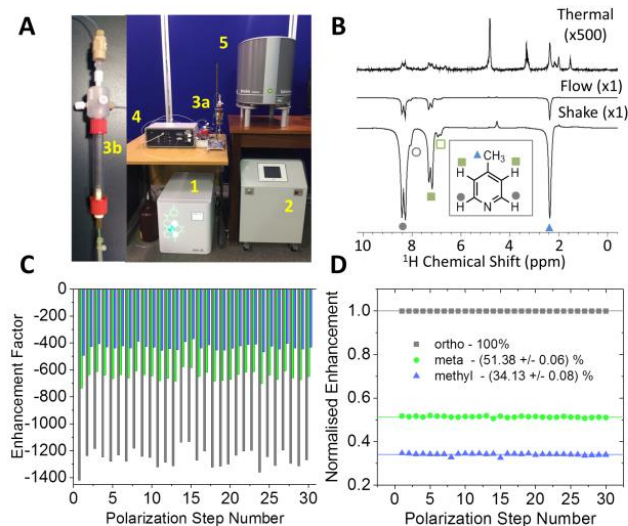 A
5
3a
4
3b
1
2
B
Thermal
(x500)
Flow (x1)
Shake (x1)
CH₃
H H
H N H
10 8 6 4 2 0
¹H Chemical Shift (ppm)
C
0
-200
-400
-600
-800
-1000
-1200
-1400
Enhancement Factor
0 5 10 15 20 25 30
Polarization Step Number
D
1.0
0.8
0.6
0.4
0.2
Normalised Enhancement
ortho - 100%
meta - (51.38 +/- 0.06) %
methyl - (34.13 +/- 0.08) %
0 5 10 15 20 25 30
Polarization Step Number